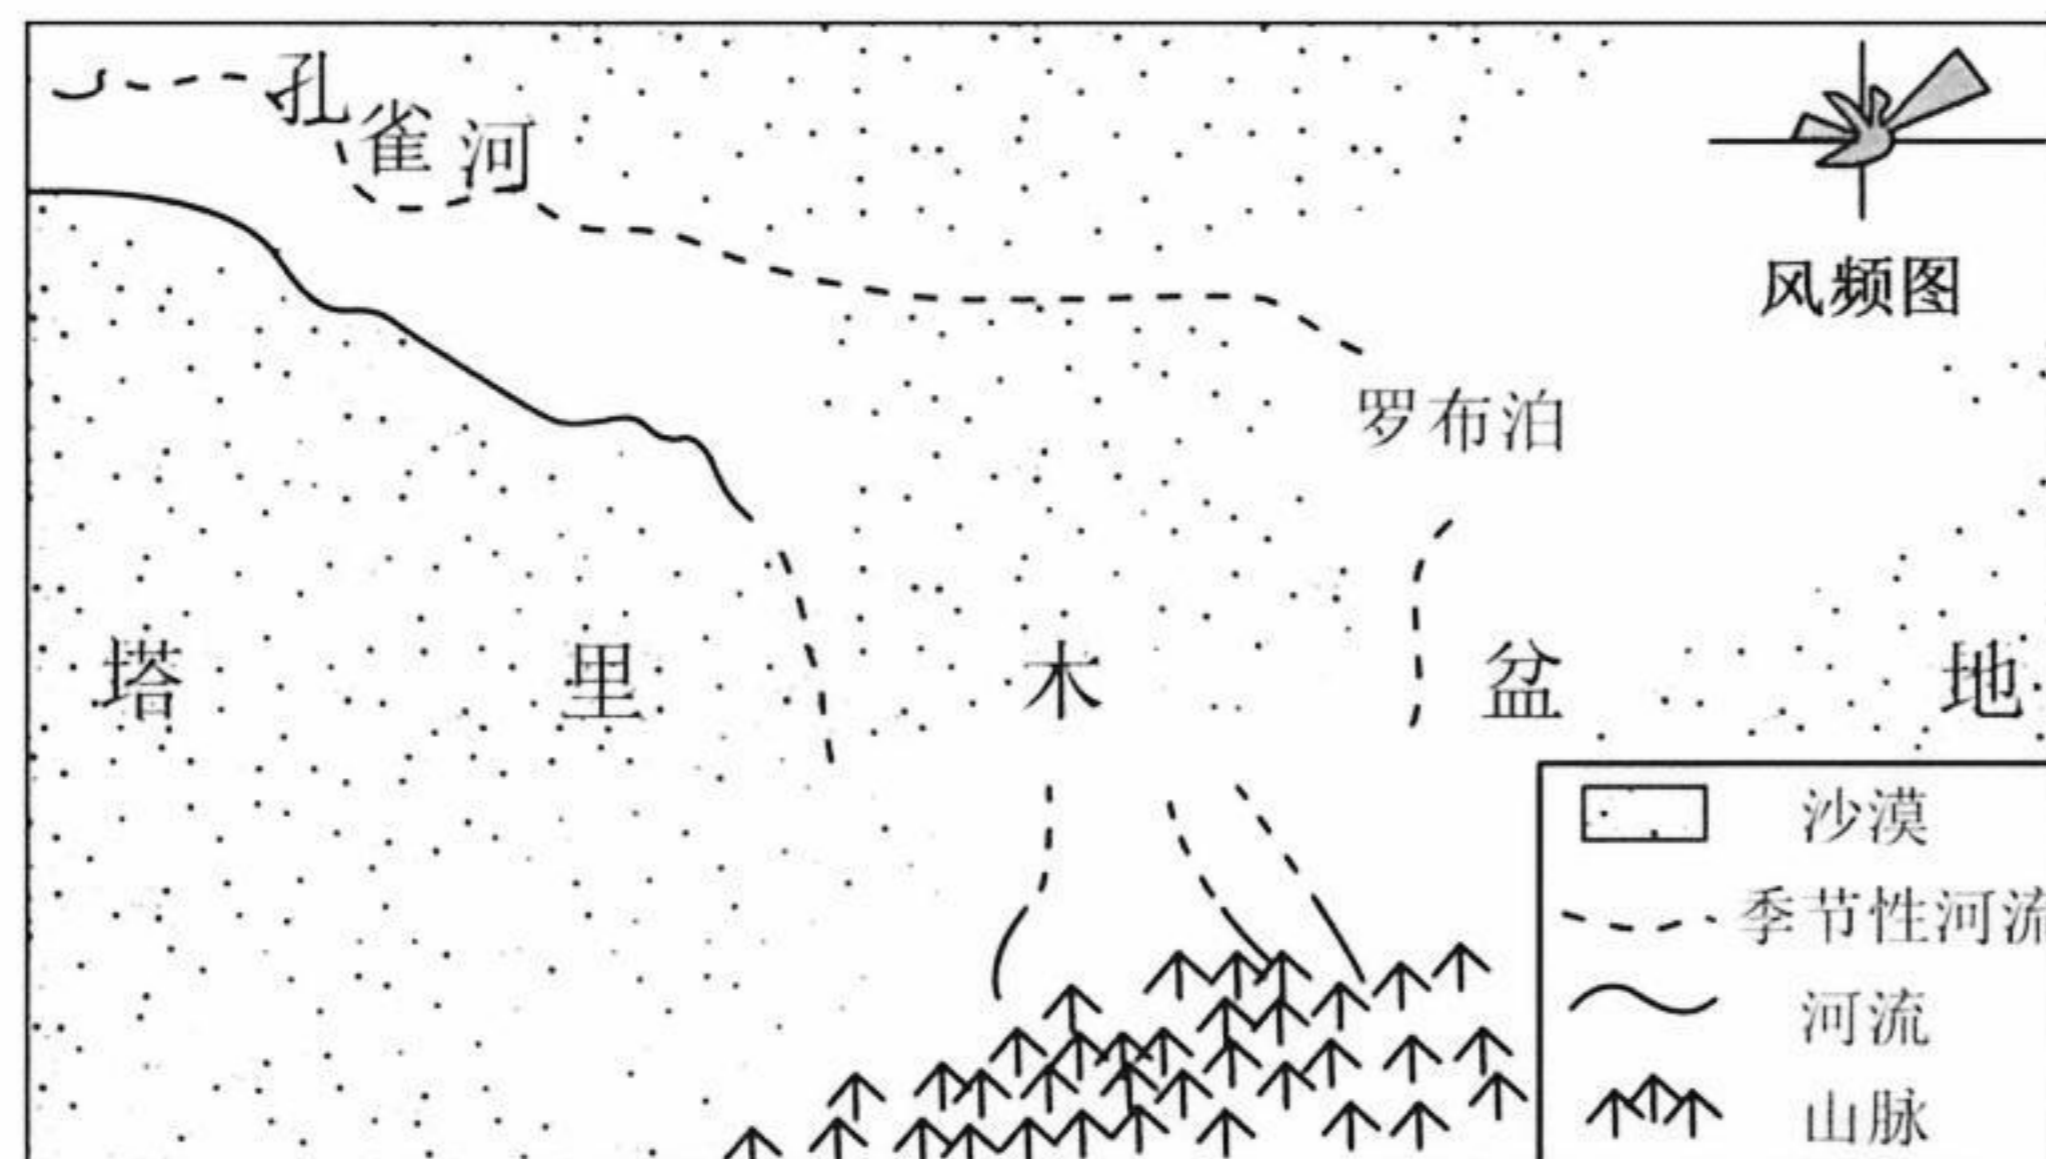 孔雀河
风频图
罗布泊
塔里木盆地
沙漠
季节性河流
河流
山脉